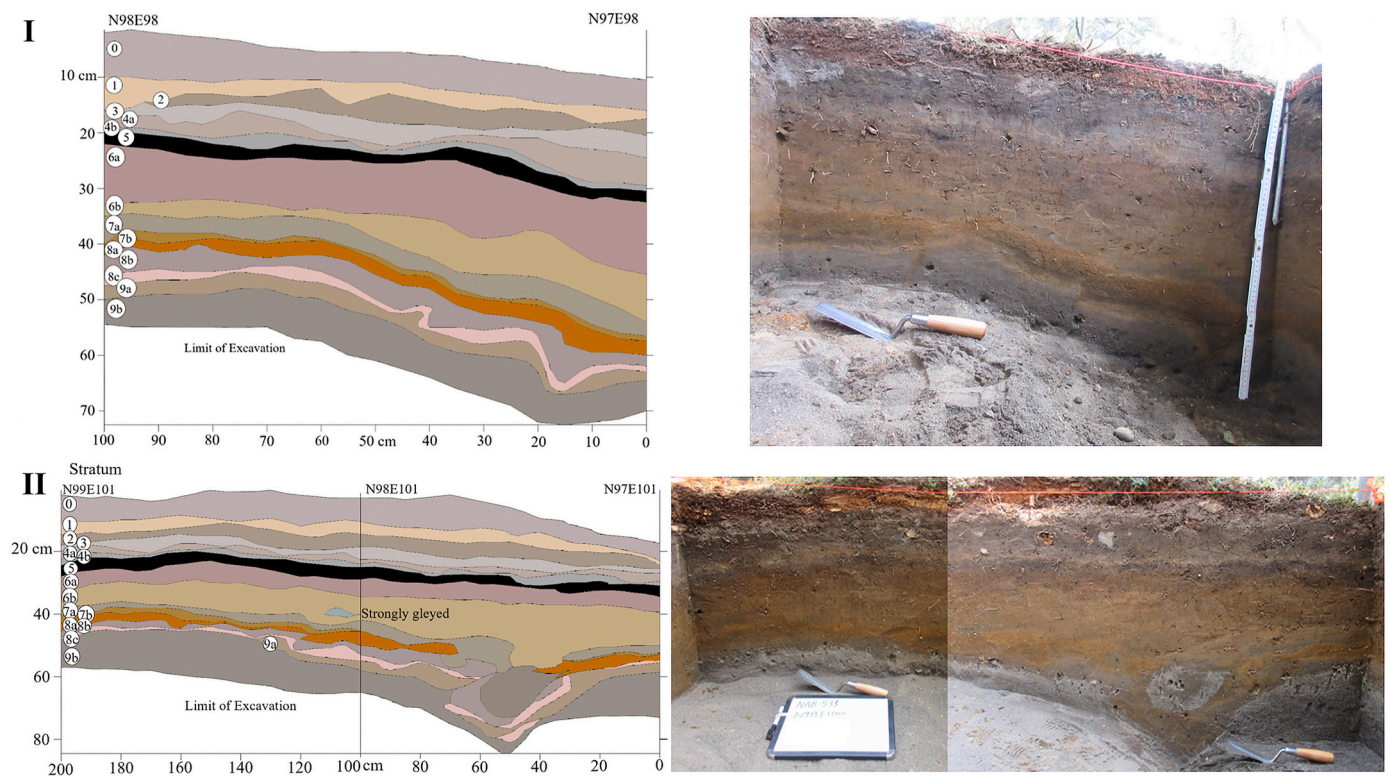 I
N98E98 N97E98
0
10 cm
1
2
3
4a
4b
20
5
6a
30
6b
7a
7b
40
8a
8b
8c
9a
50
9b
Limit of Excavation
60
70
100 90 80 70 60 50 cm 40 30 20 10 0
II
Stratum
N99E101 N98E101 N97E101
0
1
2
3
20 cm
4a
4b
5
6a
6b
40
7a
7b
Strongly gleyed
8a
8b
8c
9a
9b
60
Limit of Excavation
80
200 180 160 140 120 100 cm 80 60 40 20 0
NAB-533
N98E100